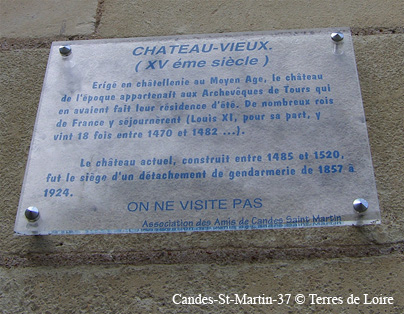 CHATEAU-VIEUX.
( XV éme siècle )
Erigé en châtellenie au Moyen Age, le château
de l'époque appartenait aux Archevêques de Tours qui
en avaient fait leur résidence d'été. De nombreux rois
de France y séjournèrent (Louis XI, pour sa part, y
vint 18 fois entre 1470 et 1482 ...).
Le château actuel, construit entre 1485 et 1520,
fut le siège d'un détachement de gendarmerie de 1857 à
1924.
ON NE VISITE PAS
Association des Amis de Candes Saint Martin
Candes-St-Martin-37 © Terres de Loire